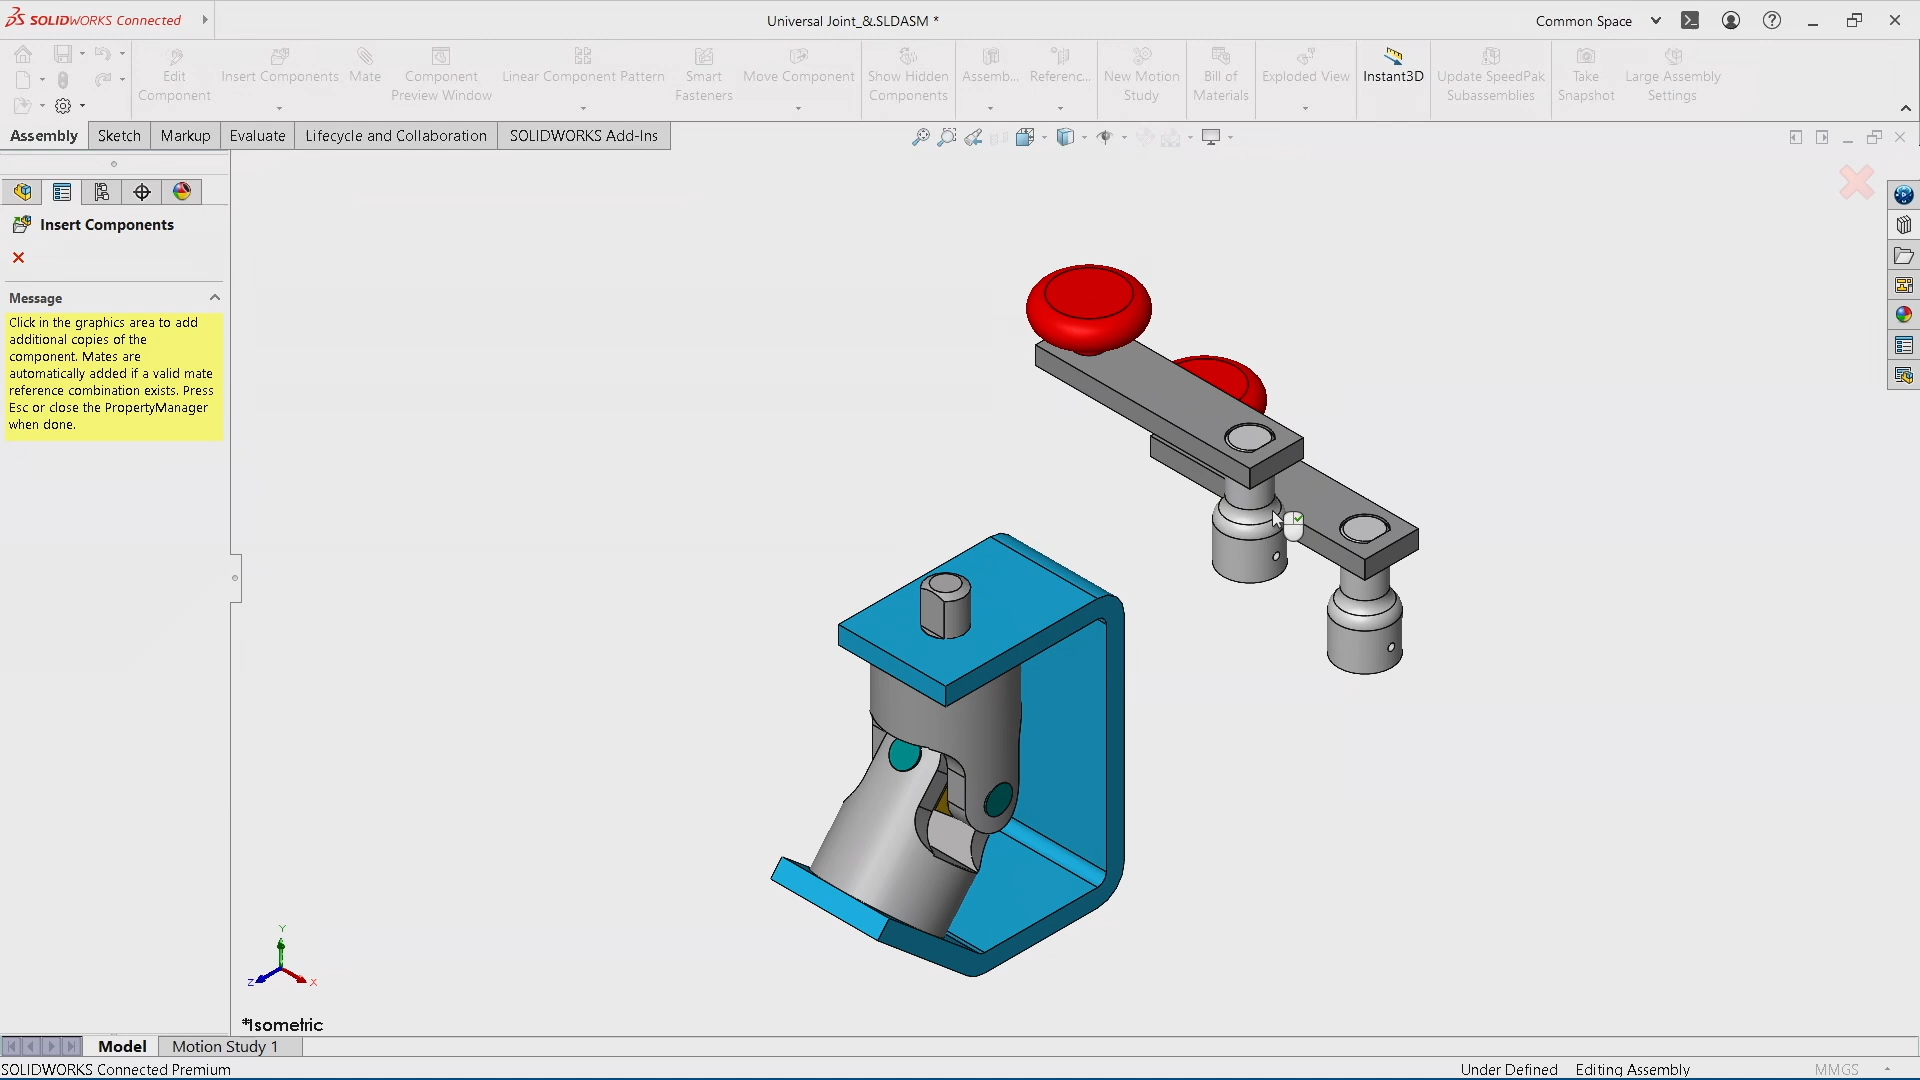 SOLIDWORKS Connected
Universal Joint_&.SLDASM *
Common Space
Edit Component
Insert Components
Mate
Component Preview Window
Linear Component Pattern
Smart Fasteners
Move Component
Show Hidden Components
Assemb...
Referenc...
New Motion Study
Bill of Materials
Exploded View
Instant3D
Update SpeedPak Subassemblies
Take Snapshot
Large Assembly Settings
Assembly
Sketch
Markup
Evaluate
Lifecycle and Collaboration
SOLIDWORKS Add-Ins
Insert Components
Message
Click in the graphics area to add
additional copies of the
component. Mates are
automatically added if a valid mate
reference combination exists. Press
Esc or close the PropertyManager
when done.
Y
Z
X
*Isometric
Model
Motion Study 1
SOLIDWORKS Connected Premium
Under Defined
Editing Assembly
MMGS